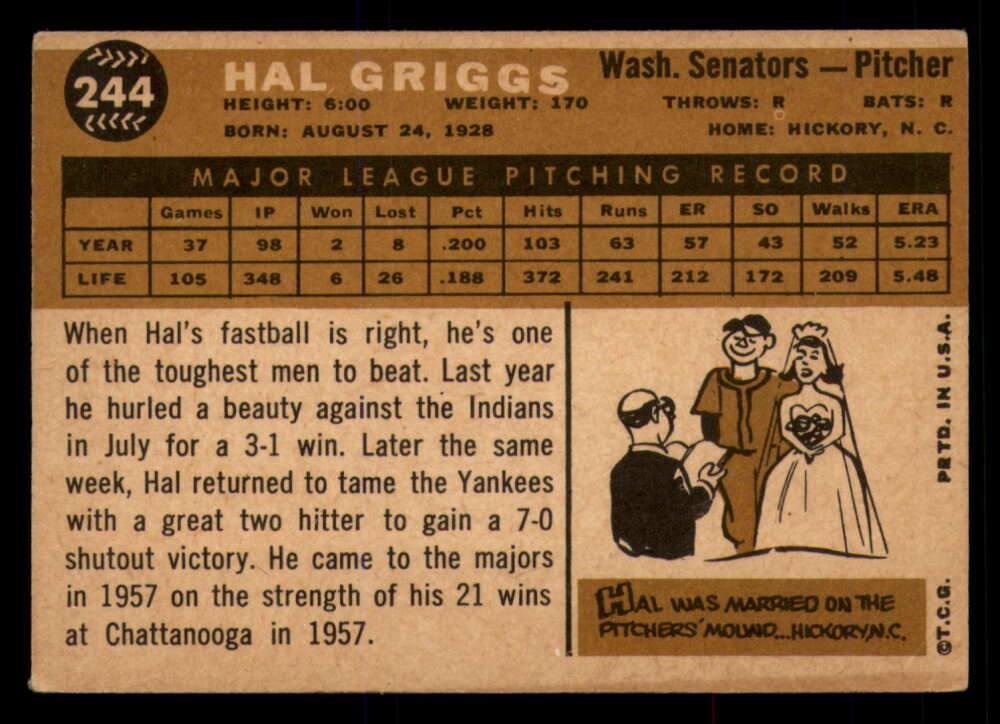 244
HAL GRIGGS
Wash. Senators — Pitcher
HEIGHT: 6:00 WEIGHT: 170 THROWS: R BATS: R
BORN: AUGUST 24, 1928 HOME: HICKORY, N. C.
MAJOR LEAGUE PITCHING RECORD
Games IP Won Lost Pct Hits Runs ER SO Walks ERA
YEAR 37 98 2 8 .200 103 63 57 43 52 5.23
LIFE 105 348 6 26 .188 372 241 212 172 209 5.48
When Hal's fastball is right, he's one
of the toughest men to beat. Last year
he hurled a beauty against the Indians
in July for a 3-1 win. Later the same
week, Hal returned to tame the Yankees
with a great two hitter to gain a 7-0
shutout victory. He came to the majors
in 1957 on the strength of his 21 wins
at Chattanooga in 1957.
HAL WAS MARRIED ON THE
PITCHERS' MOUND...HICKORY,N.C.
©T.C.G. PRTD. IN U.S.A.